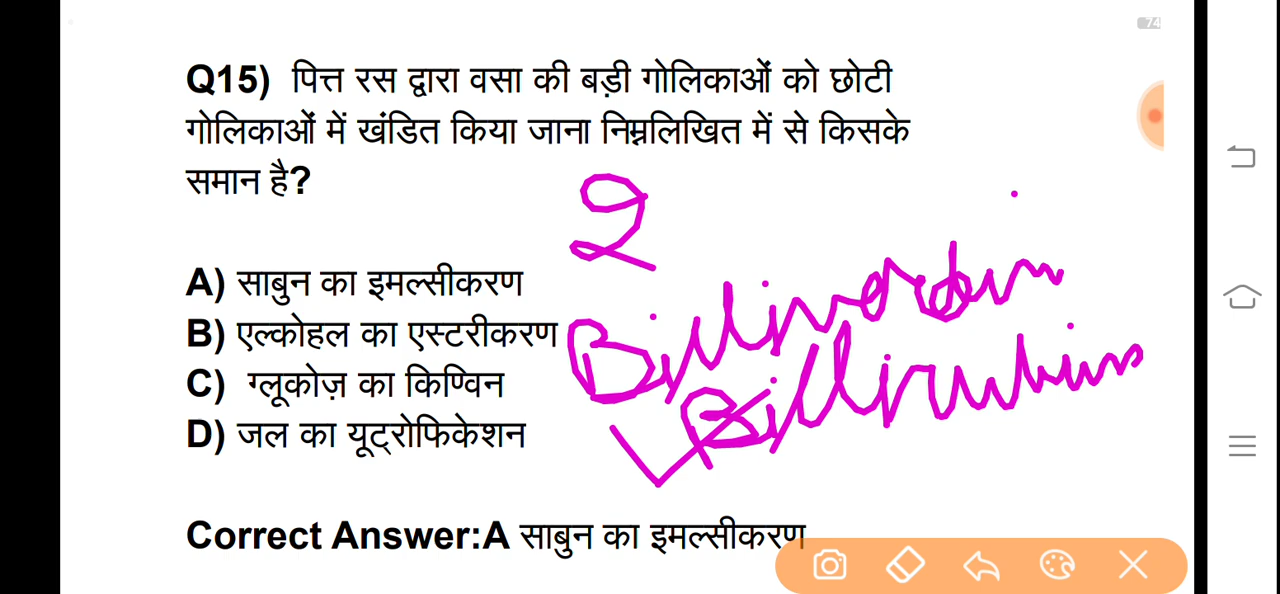 74
Q15) पित्त रस द्वारा वसा की बड़ी गोलिकाओं को छोटी
गोलिकाओं में खंडित किया जाना निम्नलिखित में से किसके
समान है?
2
A) साबुन का इमल्सीकरण
B) एल्कोहल का एस्टरीकरण
C) ग्लूकोज़ का किण्विन
D) जल का यूट्रोफिकेशन
Correct Answer:A साबुन का इमल्सीकरण